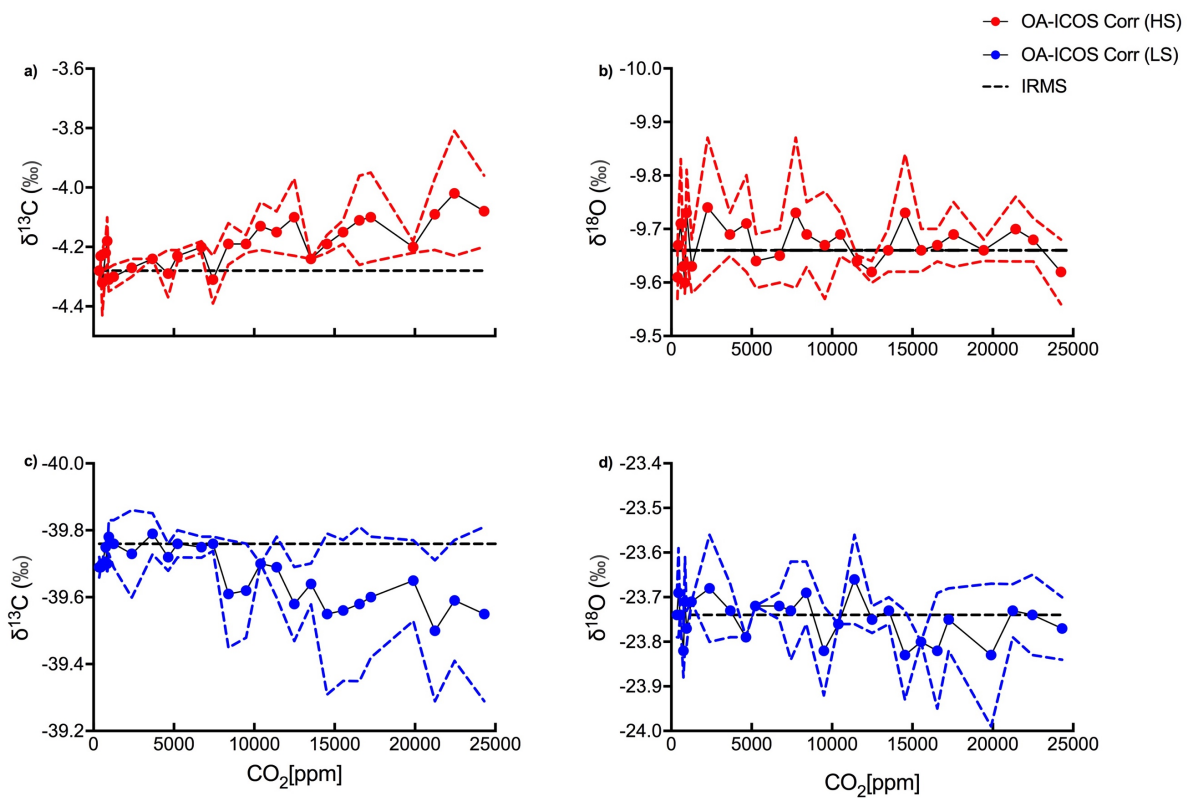 OA-ICOS Corr (HS)
OA-ICOS Corr (LS)
IRMS
a)
-3.6
-3.8
-4.0
-4.2
-4.4
δ¹³C (‰)
b)
-10.0
-9.9
-9.8
-9.7
-9.6
-9.5
δ¹⁸O (‰)
0 5000 10000 15000 20000 25000
c)
-40.0
-39.8
-39.6
-39.4
-39.2
δ¹³C (‰)
0 5000 10000 15000 20000 25000
CO₂[ppm]
d)
-23.4
-23.5
-23.6
-23.7
-23.8
-23.9
-24.0
δ¹⁸O (‰)
0 5000 10000 15000 20000 25000
CO₂[ppm]